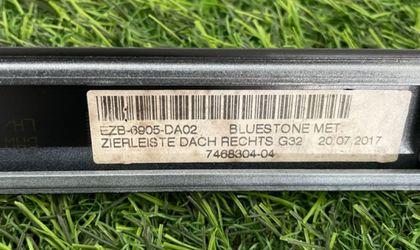 EZB-6905-DA02 BLUESTONE MET.
ZIERLEISTE DACH RECHTS G32 20.07.2017
7468304-04